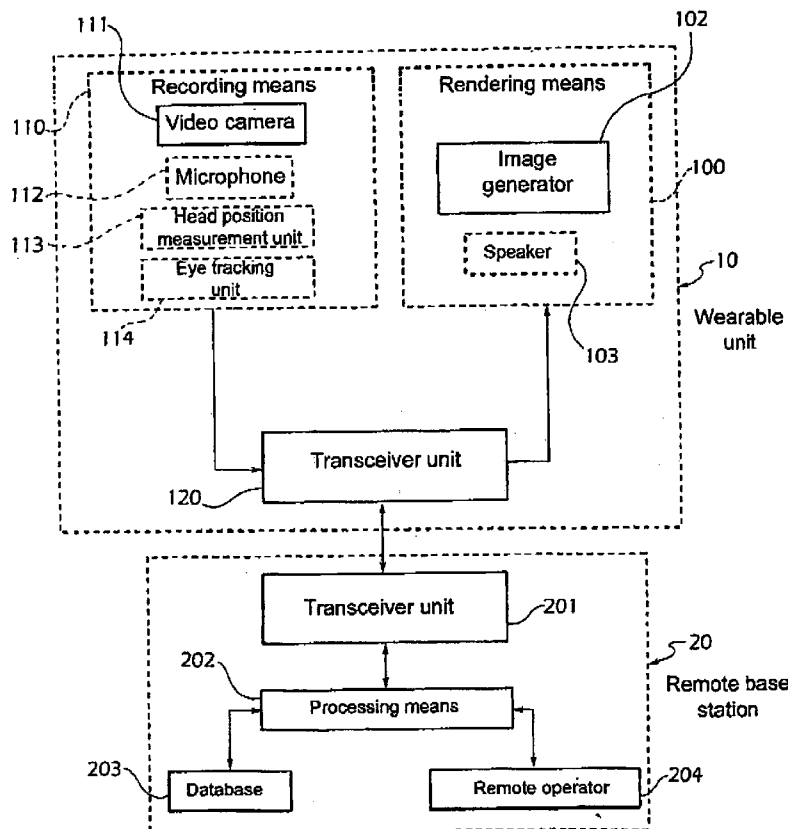 111
102
Recording means
Rendering means
110
Video camera
Image
generator
100
112
Microphone
113
Head position
measurement unit
Speaker
10
Eye tracking
unit
114
103
Wearable
unit
Transceiver unit
120
Transceiver unit
201
202
20
Processing means
Remote base
station
203
Database
Remote operator
204